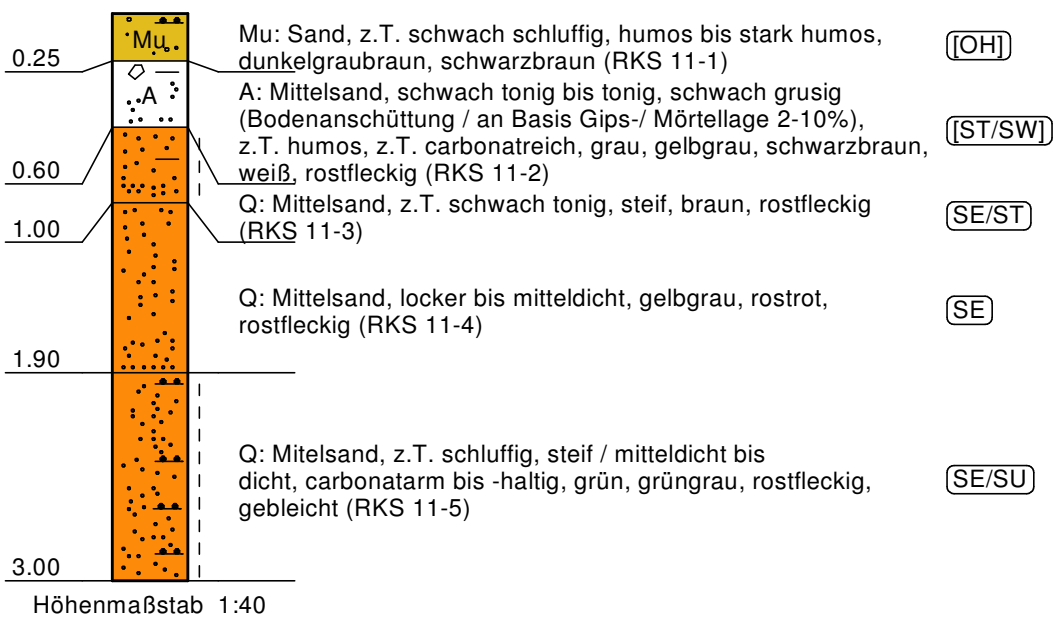 Mu
0.25
Mu: Sand, z.T. schwach schluffig, humos bis stark humos,
dunkelgraubraun, schwarzbraun (RKS 11-1)
[OH]
A
0.60
A: Mittelsand, schwach tonig bis tonig, schwach grusig
(Bodenanschüttung / an Basis Gips-/ Mörtellage 2-10%),
z.T. humos, z.T. carbonatreich, grau, gelbgrau, schwarzbraun,
weiß, rostfleckig (RKS 11-2)
[ST/SW]
1.00
Q: Mittelsand, z.T. schwach tonig, steif, braun, rostfleckig
(RKS 11-3)
SE/ST
1.90
Q: Mittelsand, locker bis mitteldicht, gelbgrau, rostrot,
rostfleckig (RKS 11-4)
SE
3.00
Q: Mitelsand, z.T. schluffig, steif / mitteldicht bis
dicht, carbonatarm bis -haltig, grün, grüngrau, rostfleckig,
gebleicht (RKS 11-5)
SE/SU
Höhenmaßstab 1:40